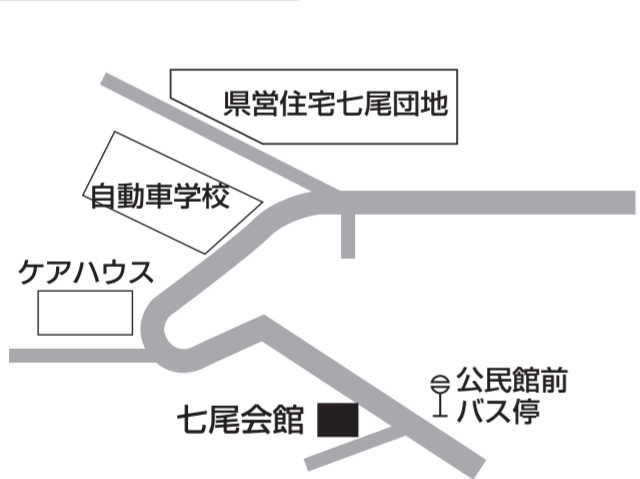 県営住宅七尾団地
自動車学校
ケアハウス
公民館前
バス停
七尾会館